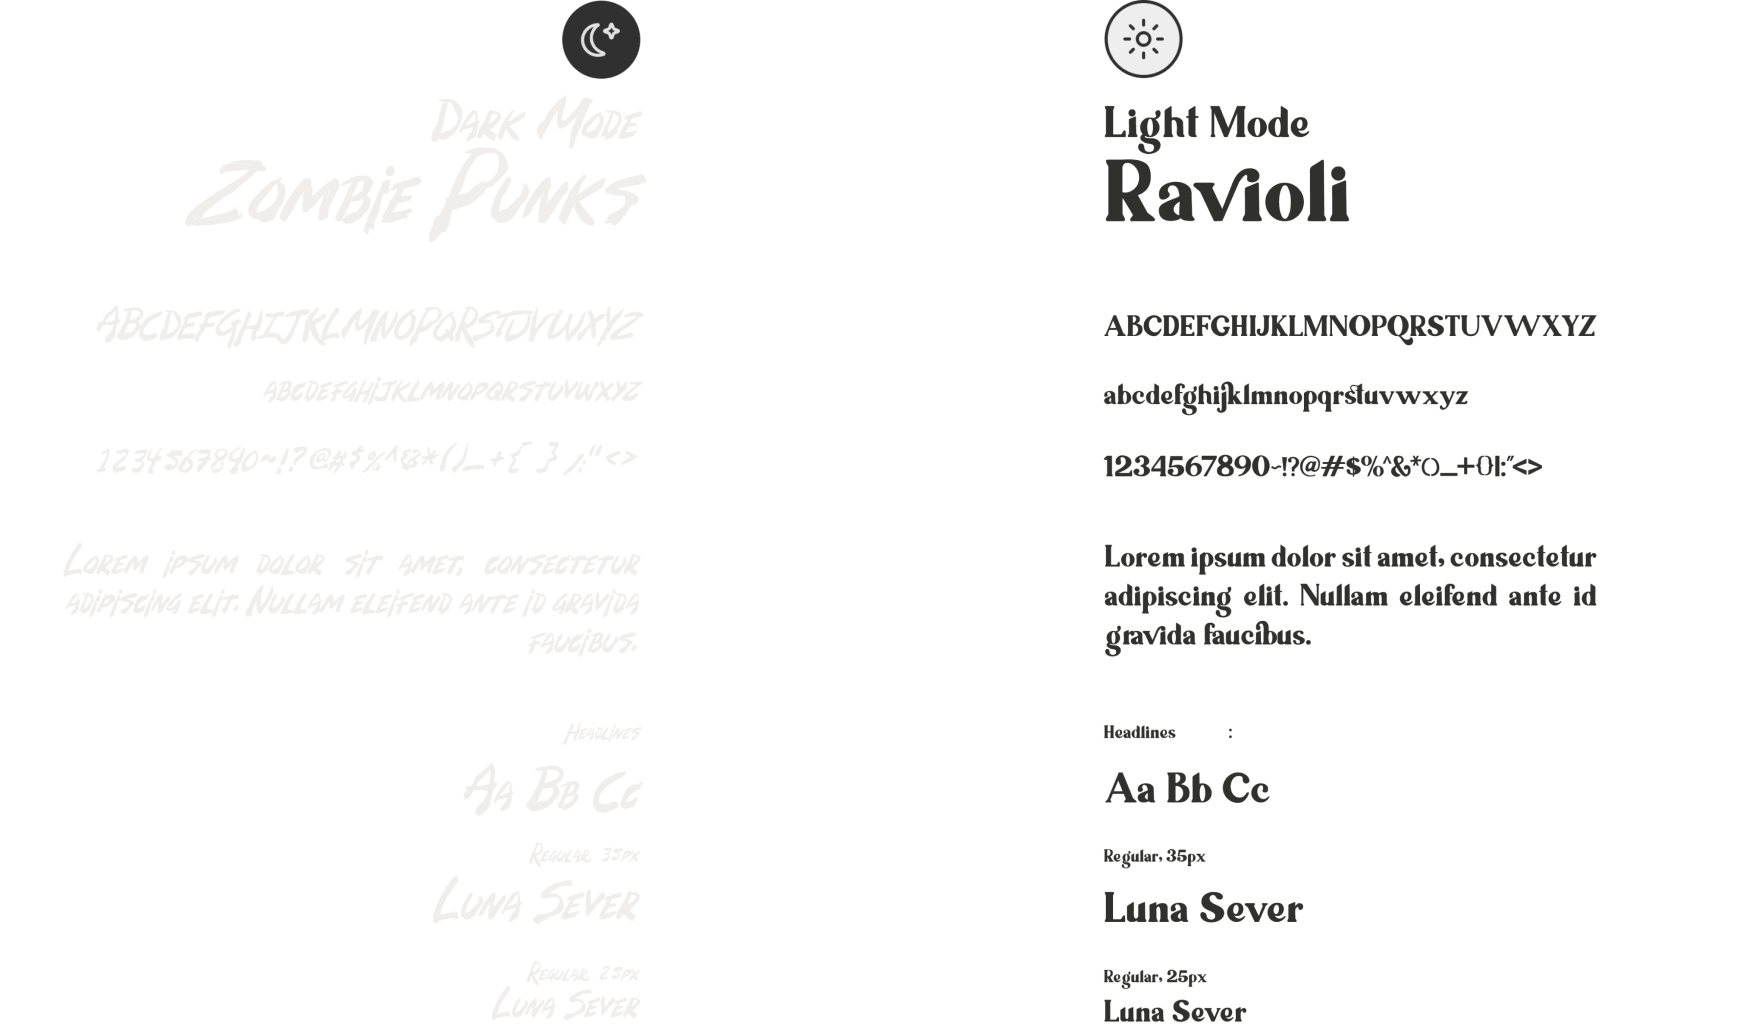 Dark Mode
Zombie Punks
ABCDEFGHIJKLMNOPQRSTUVWXYZ
abcdefghijklmnopqrstuvwxyz
1234567890~!?@#$%^&*()_+{ }|:"<>
Lorem ipsum dolor sit amet, consectetur
adipiscing elit. Nullam eleifend ante id gravida
faucibus.
Headlines
Aa Bb Cc
Regular, 35px
Luna Sever
Regular, 25px
Luna Sever
Light Mode
Ravioli
ABCDEFGHIJKLMNOPQRSTUVWXYZ
abcdefghijklmnopqrstuvwxyz
1234567890~!?@#$%^&*()_+{}|:"<>
Lorem ipsum dolor sit amet, consectetur
adipiscing elit. Nullam eleifend ante id
gravida faucibus.
Headlines :
Aa Bb Cc
Regular, 35px
Luna Sever
Regular, 25px
Luna Sever